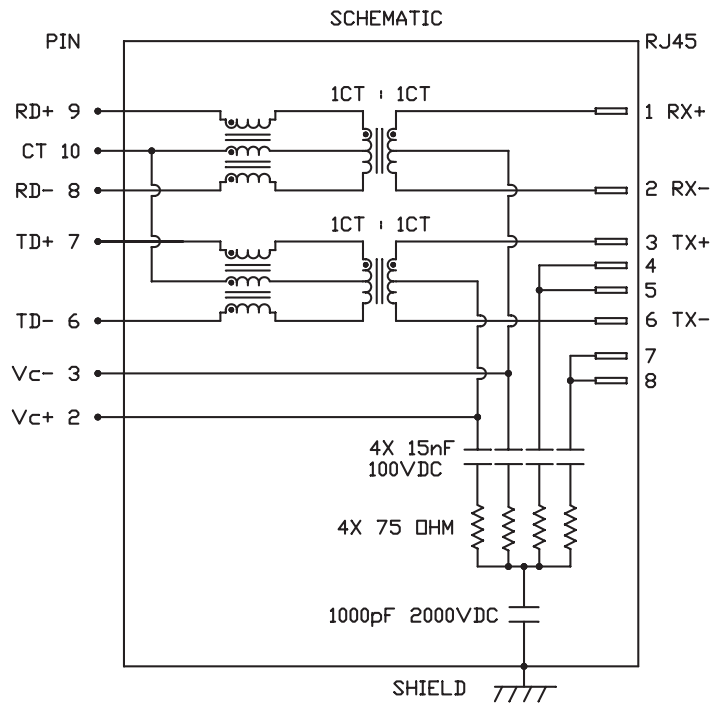 SCHEMATIC
PIN
RJ45
1CT : 1CT
RD+ 9
1 RX+
CT 10
RD- 8
2 RX-
1CT : 1CT
TD+ 7
3 TX+
4
5
TD- 6
6 TX-
7
Vc- 3
8
Vc+ 2
4X 15nF
100VDC
4X 75 OHM
1000pF 2000VDC
SHIELD